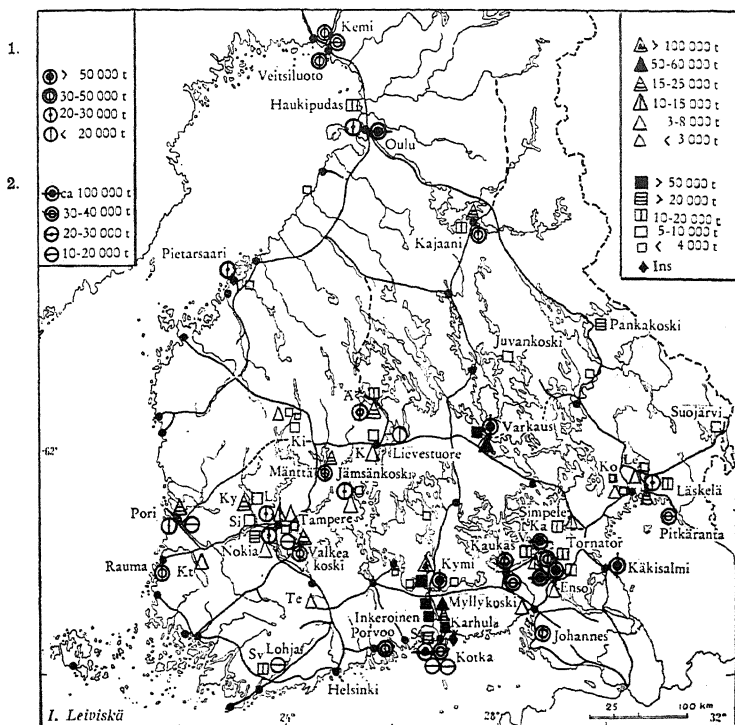 1.
> 50 000 t
30-50 000 t
20-30 000 t
< 20 000 t
2.
ca 100 000 t
30-40 000 t
20-30 000 t
10-20 000 t
> 100 000 t
50-60 000 t
15-25 000 t
10-15 000 t
3-8 000 t
< 3 000 t
> 50 000 t
> 20 000 t
10-20 000 t
5-10 000 t
< 4 000 t
Ins
Kemi
Veitsiluoto
Haukipudas
Oulu
Kajaani
Pietarsaari
Pankakoski
Juvankoski
Suojärvi
Ä
Varkaus
62°
Ki
K
Lievestuore
Ko
Mänttä
Jämsänkoski
Läskelä
Ky
Pori
Sj
Tampere
Simpele
Ka
Pitkäranta
Nokia
Valkea
koski
Kaukas
Tornator
Rauma
Kt
Kymi
Käkisalmi
Enso
Te
Myllykoski
Inkeroinen
Karhula
Porvoo
S
Johannes
Lohja
Sv
Kotka
Helsinki
I. Leiviskä
28°
25
100 km
32°